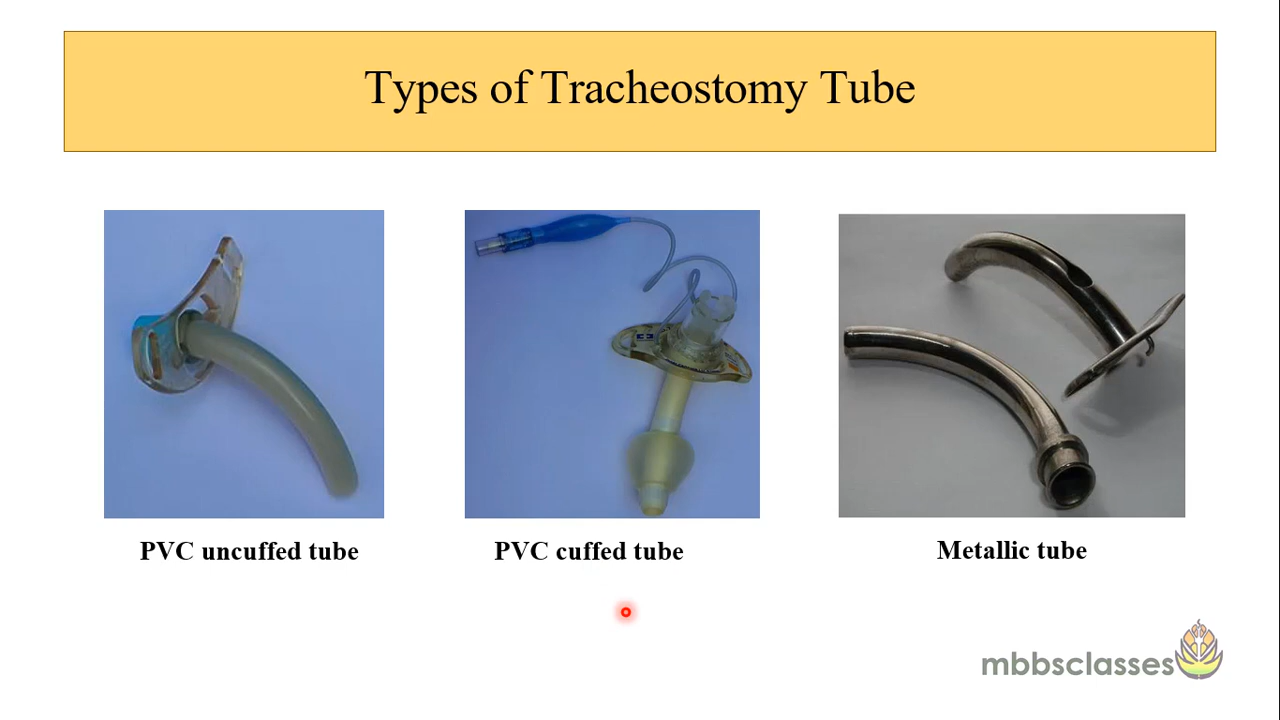 Types of Tracheostomy Tube
PVC uncuffed tube
PVC cuffed tube
Metallic tube
mbbsclasses